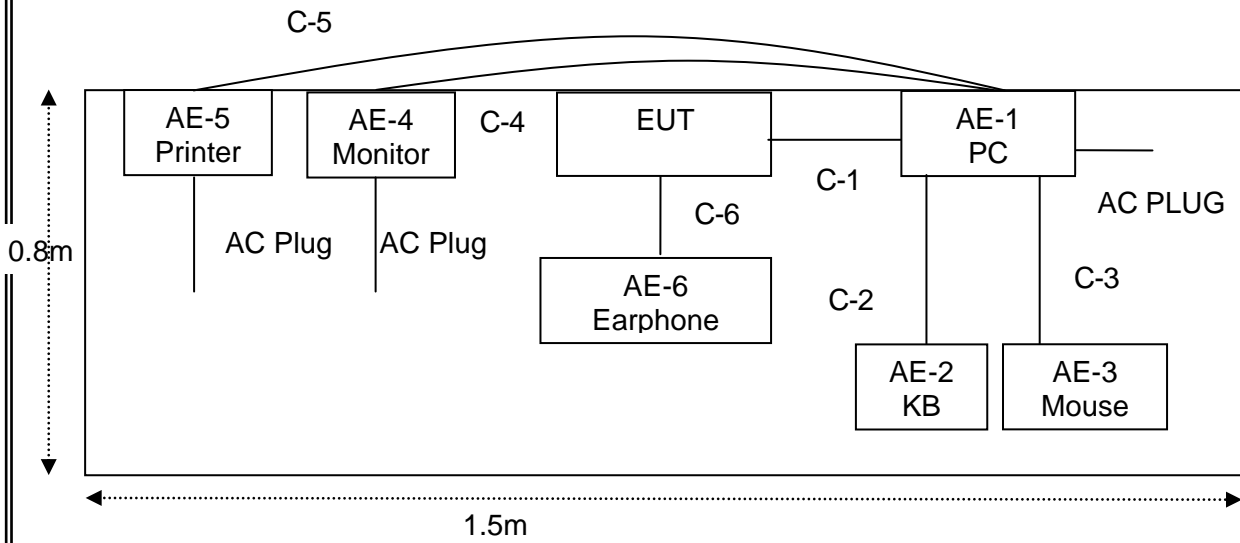 C-5
AE-5
Printer
AE-4
Monitor
C-4
EUT
C-1
AE-1
PC
AC PLUG
C-6
0.8m
AC Plug
AC Plug
AE-6
Earphone
C-2
C-3
AE-2
KB
AE-3
Mouse
1.5m